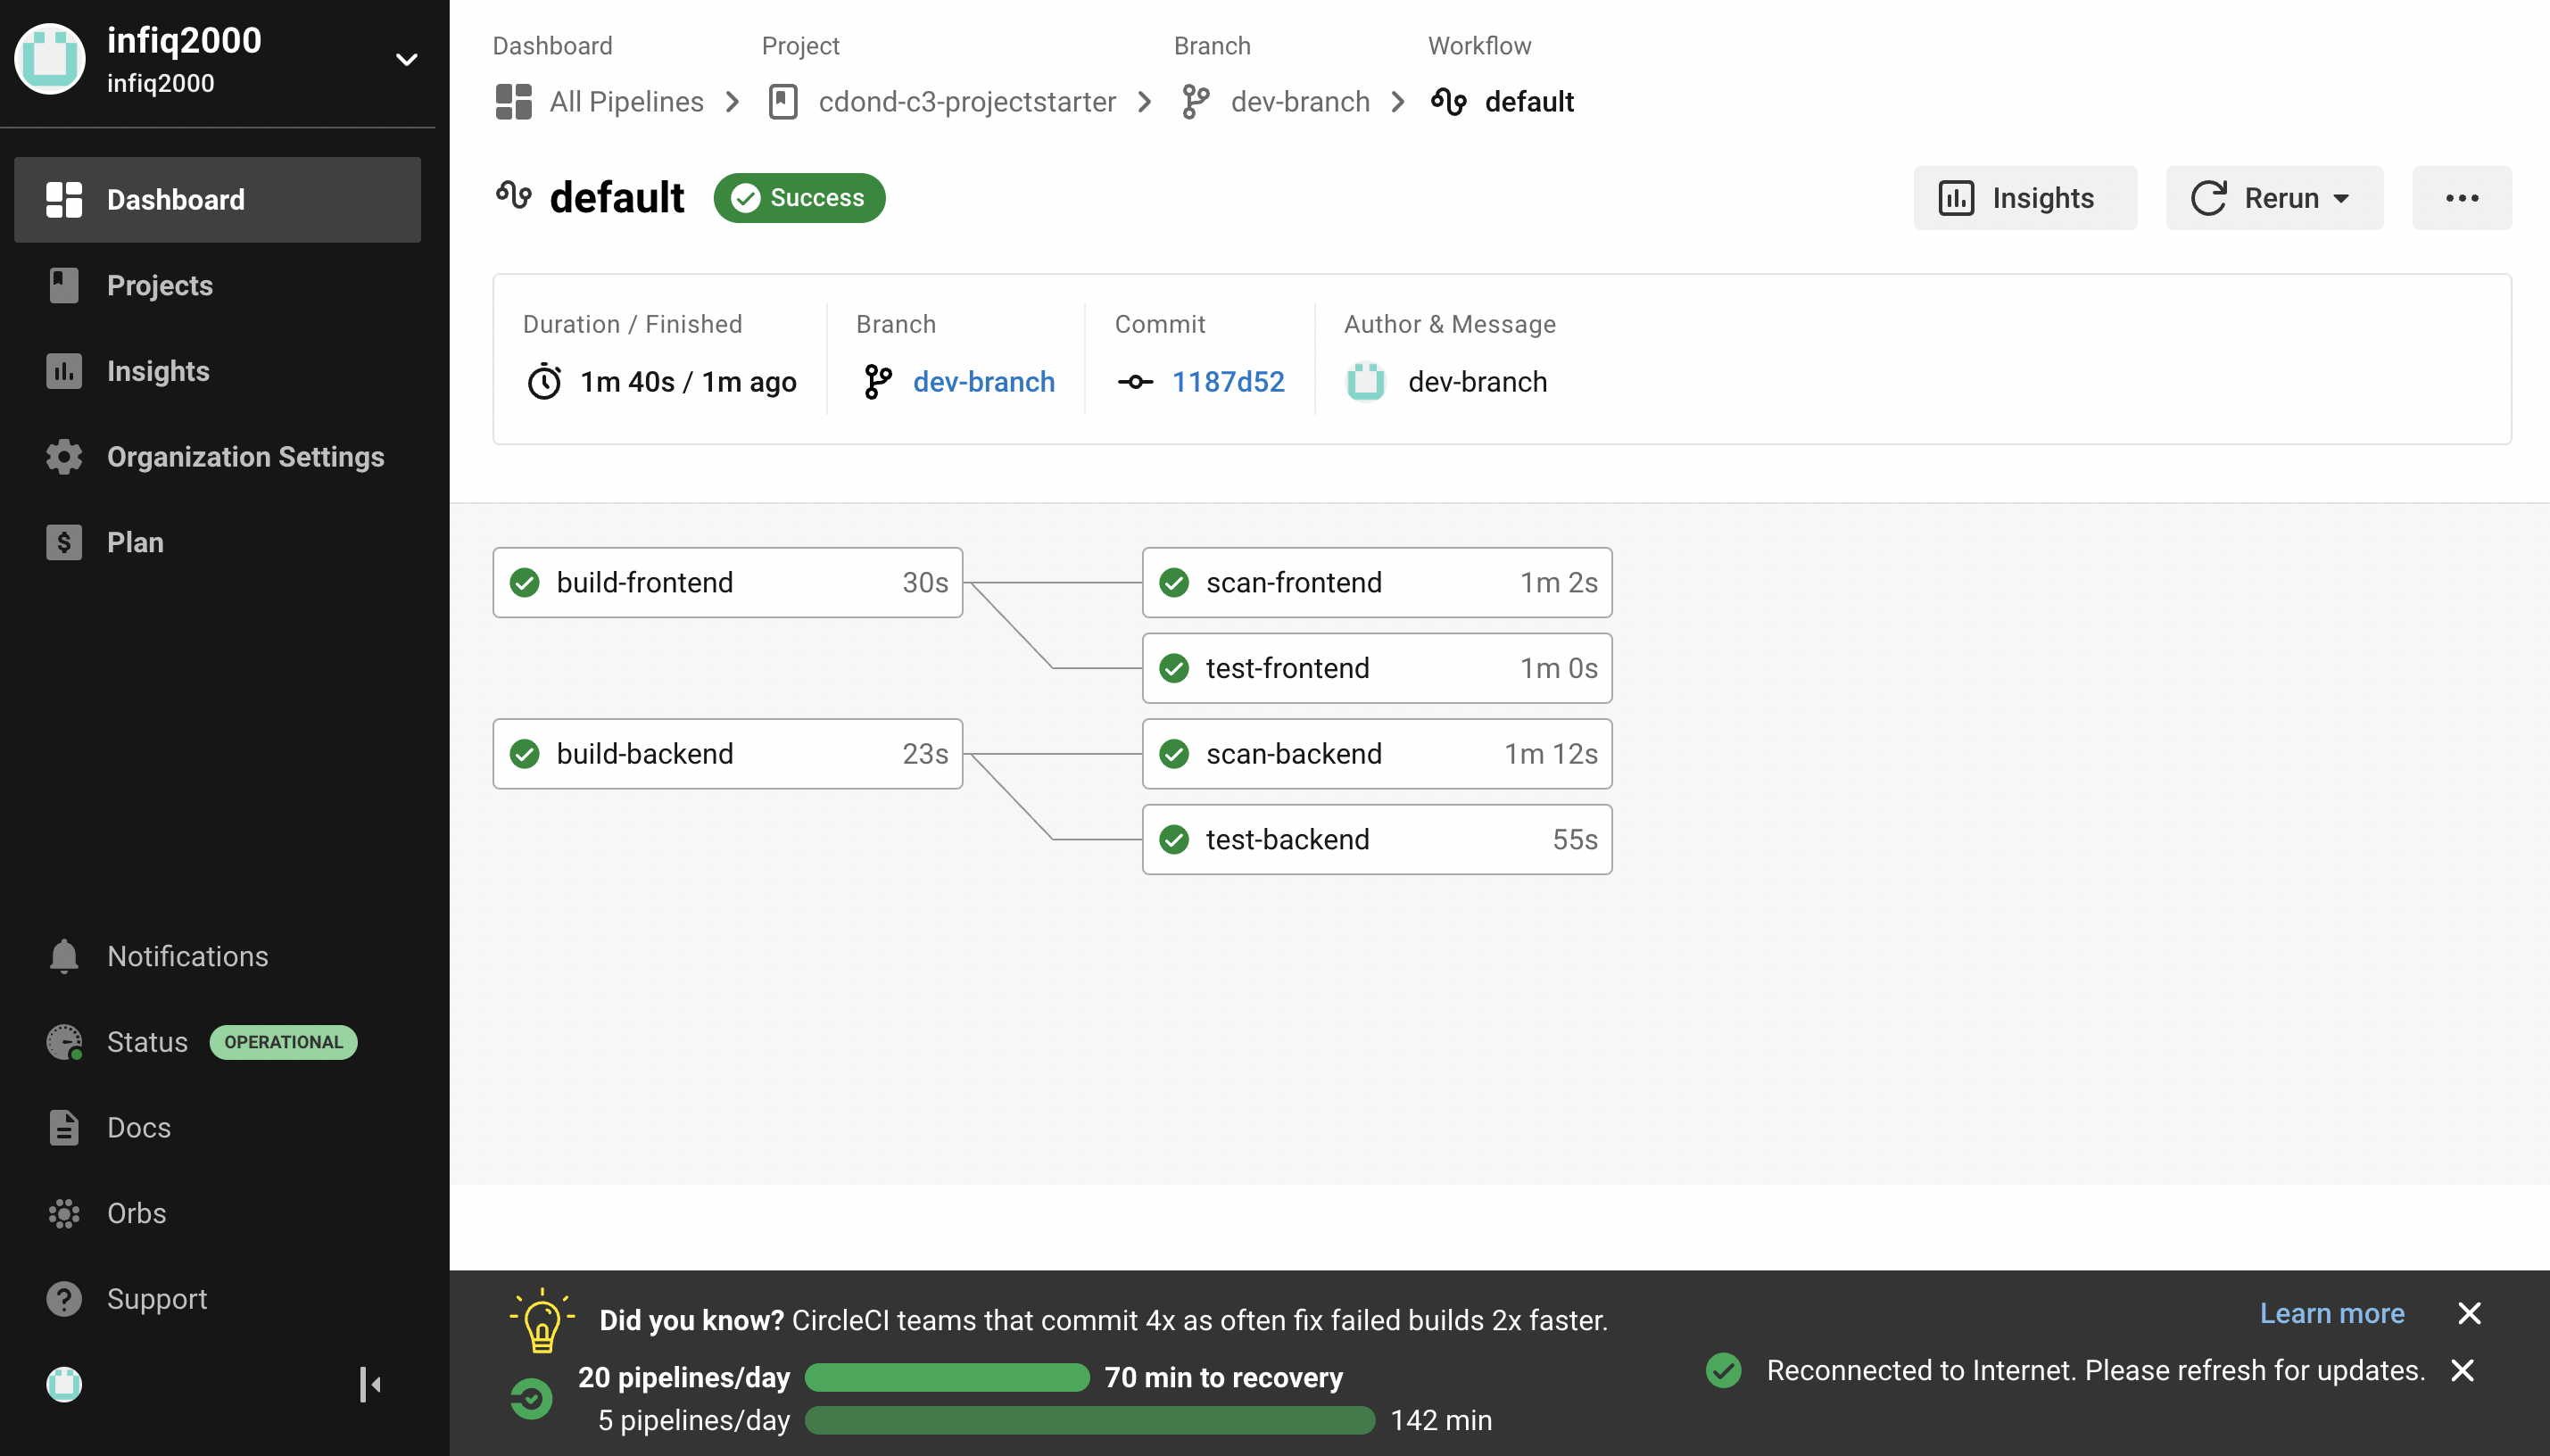 infiq2000
infiq2000
Dashboard
Projects
Insights
Organization Settings
Plan
Notifications
Status OPERATIONAL
Docs
Orbs
Support
Dashboard Project Branch Workflow
All Pipelines cdond-c3-projectstarter dev-branch default
default Success
Insights Rerun
Duration / Finished Branch Commit Author & Message
1m 40s / 1m ago dev-branch 1187d52 dev-branch
build-frontend 30s scan-frontend 1m 2s
test-frontend 1m 0s
build-backend 23s scan-backend 1m 12s
test-backend 55s
Did you know? CircleCI teams that commit 4x as often fix failed builds 2x faster.
Learn more
20 pipelines/day 70 min to recovery
5 pipelines/day 142 min
Reconnected to Internet. Please refresh for updates.